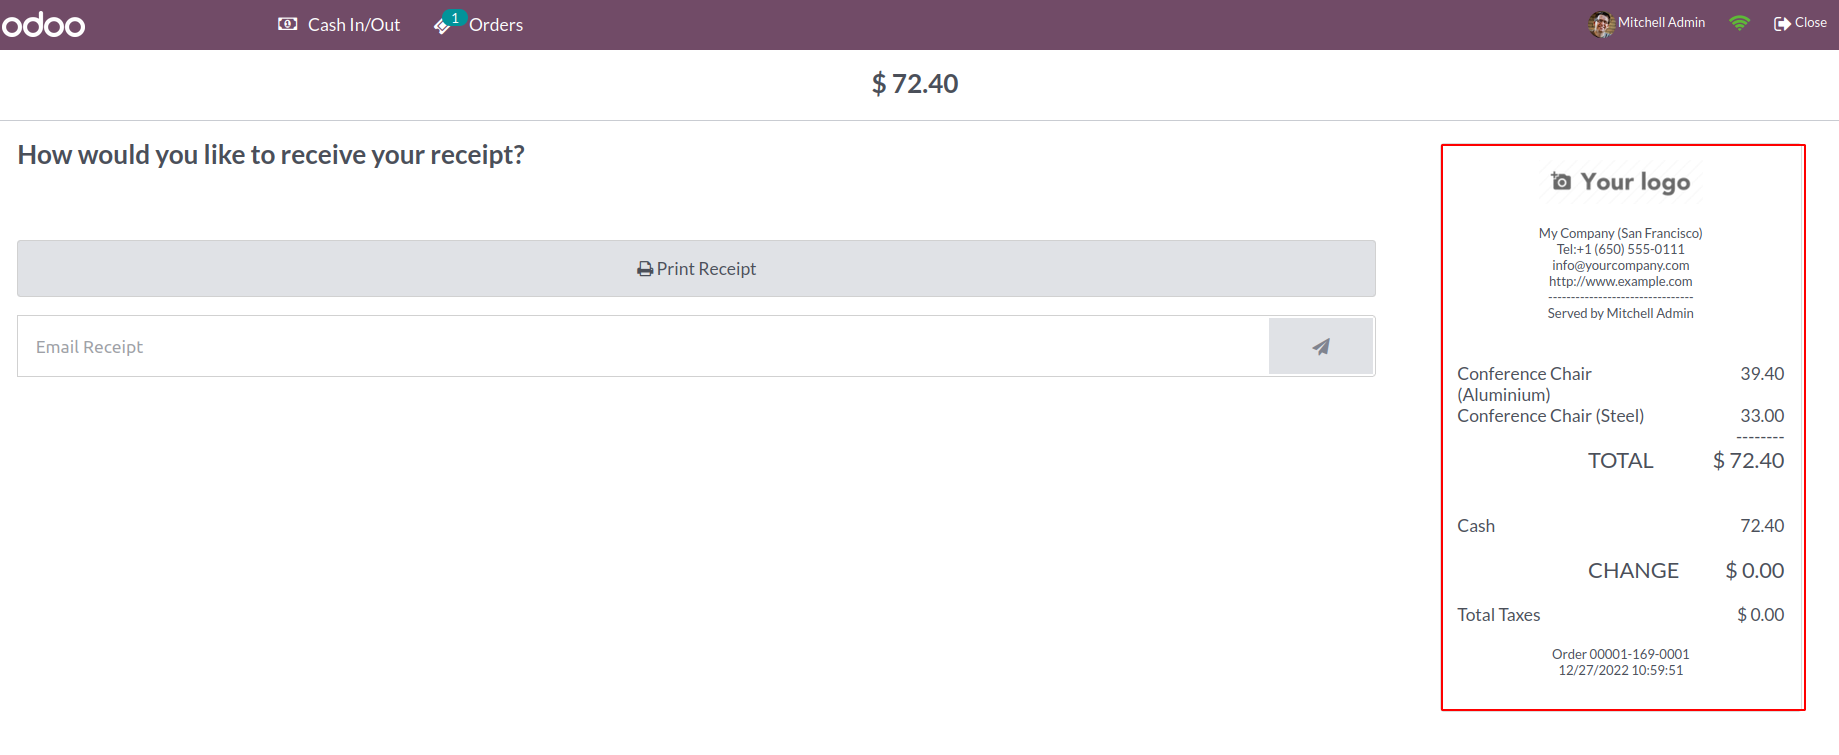 odoo
Cash In/Out
1
Orders
Mitchell Admin
Close
$ 72.40
How would you like to receive your receipt?
Print Receipt
Email Receipt
Your logo
My Company (San Francisco)
Tel:+1 (650) 555-0111
info@yourcompany.com
http://www.example.com
--------------------------------
Served by Mitchell Admin
Conference Chair (Aluminium) 39.40
Conference Chair (Steel) 33.00
--------
TOTAL $ 72.40
Cash 72.40
CHANGE $ 0.00
Total Taxes $ 0.00
Order 00001-169-0001
12/27/2022 10:59:51